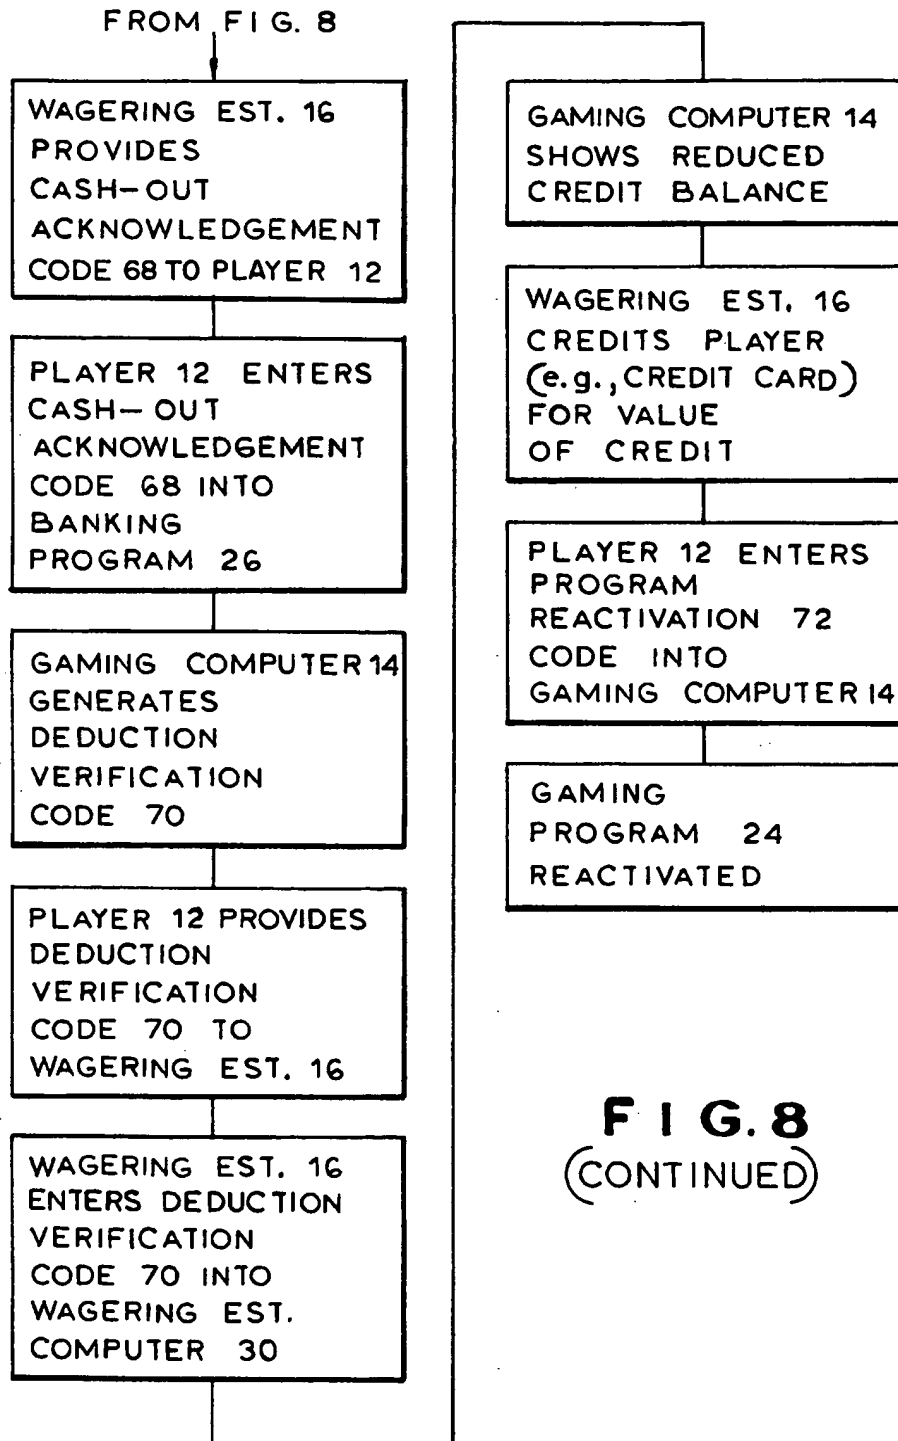 FROM FIG. 8
WAGERING EST. 16
PROVIDES
CASH-OUT
ACKNOWLEDGEMENT
CODE 68 TO PLAYER 12
PLAYER 12 ENTERS
CASH-OUT
ACKNOWLEDGEMENT
CODE 68 INTO
BANKING
PROGRAM 26
GAMING COMPUTER 14
GENERATES
DEDUCTION
VERIFICATION
CODE 70
PLAYER 12 PROVIDES
DEDUCTION
VERIFICATION
CODE 70 TO
WAGERING EST. 16
WAGERING EST. 16
ENTERS DEDUCTION
VERIFICATION
CODE 70 INTO
WAGERING EST.
COMPUTER 30
GAMING COMPUTER 14
SHOWS REDUCED
CREDIT BALANCE
WAGERING EST. 16
CREDITS PLAYER
(e.g., CREDIT CARD)
FOR VALUE
OF CREDIT
PLAYER 12 ENTERS
PROGRAM
REACTIVATION 72
CODE INTO
GAMING COMPUTER 14
GAMING
PROGRAM 24
REACTIVATED
FIG. 8
(CONTINUED)